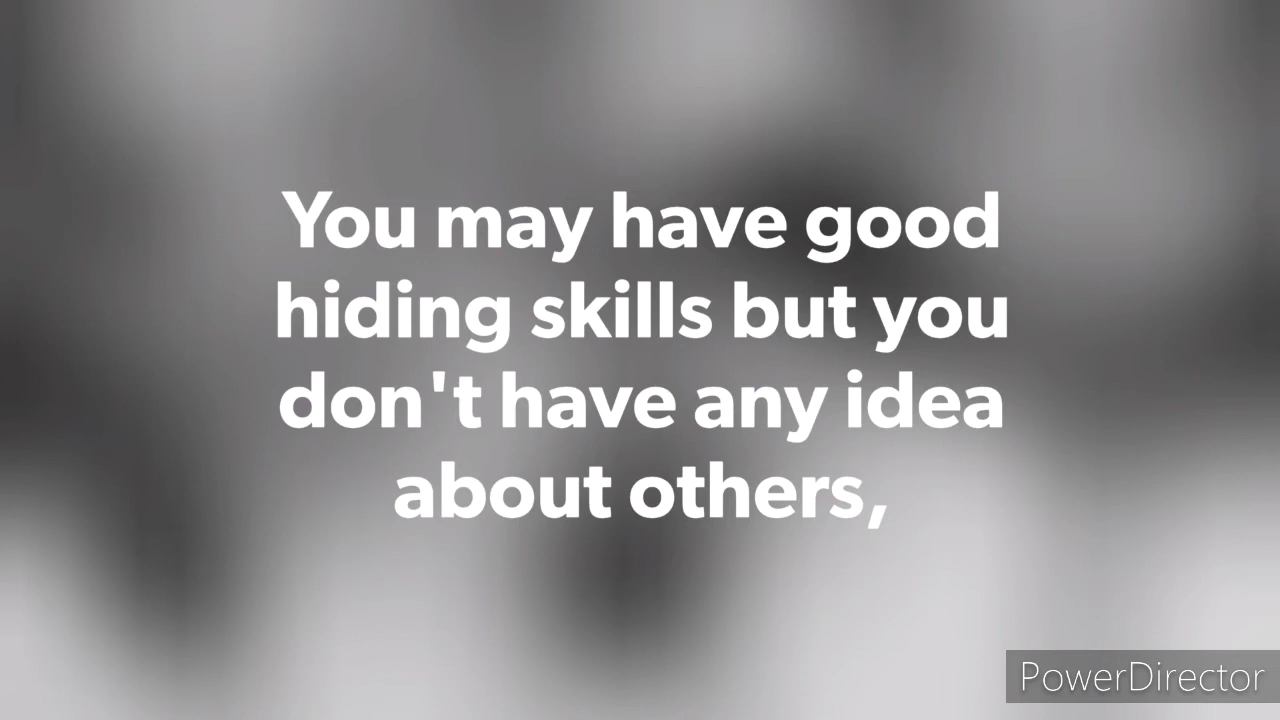 You may have good
hiding skills but you
don't have any idea
about others,
PowerDirector